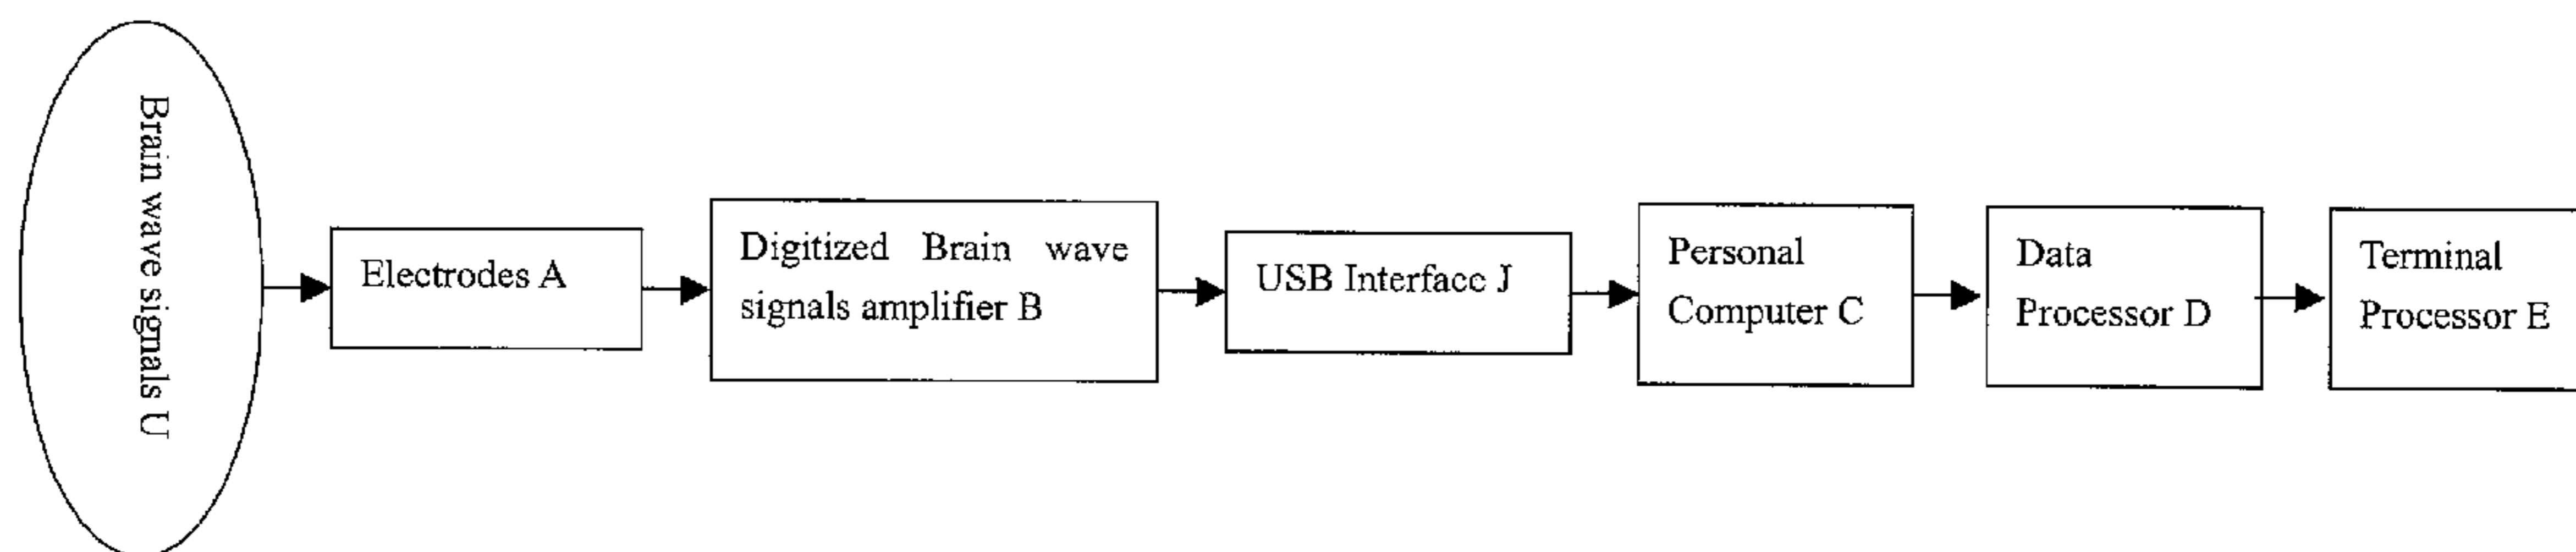 Brain wave signals U
Electrodes A
Digitized Brain wave
signals amplifier B
USB Interface J
Personal
Computer C
Data
Processor D
Terminal
Processor E